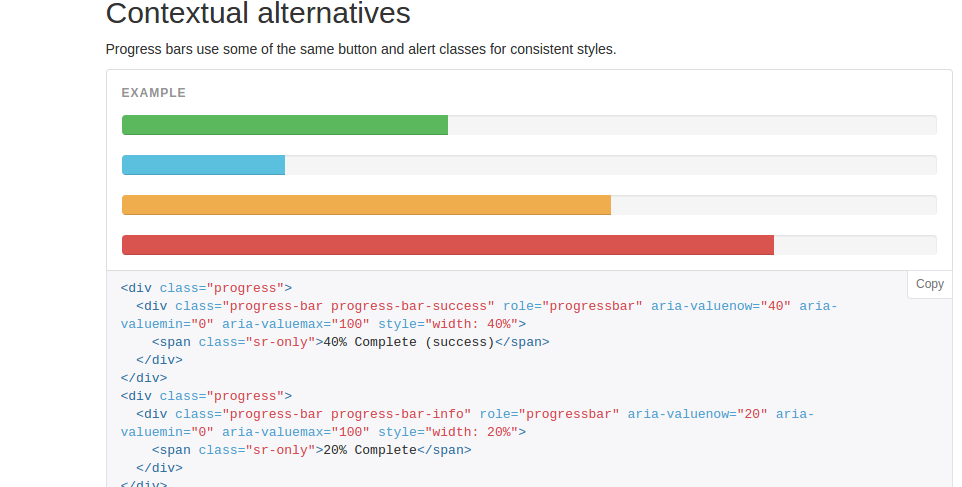 Contextual alternatives
Progress bars use some of the same button and alert classes for consistent styles.
EXAMPLE
Copy
<div class="progress">
  <div class="progress-bar progress-bar-success" role="progressbar" aria-valuenow="40" aria-
valuemin="0" aria-valuemax="100" style="width: 40%">
    <span class="sr-only">40% Complete (success)</span>
  </div>
</div>
<div class="progress">
  <div class="progress-bar progress-bar-info" role="progressbar" aria-valuenow="20" aria-
valuemin="0" aria-valuemax="100" style="width: 20%">
    <span class="sr-only">20% Complete</span>
  </div>
</div>